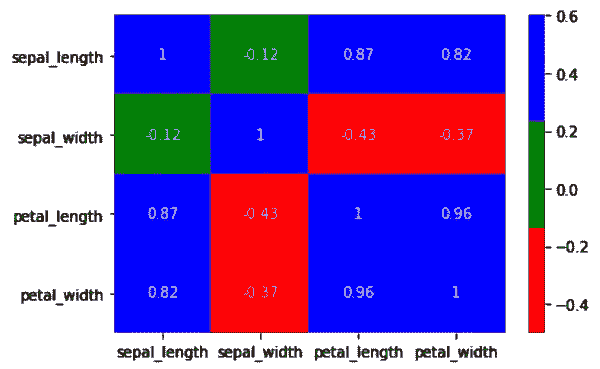 sepal_length 1 -0.12 0.87 0.82
sepal_width -0.12 1 -0.43 -0.37
petal_length 0.87 -0.43 1 0.96
petal_width 0.82 -0.37 0.96 1
sepal_length sepal_width petal_length petal_width
0.6
0.4
0.2
0.0
−0.2
−0.4